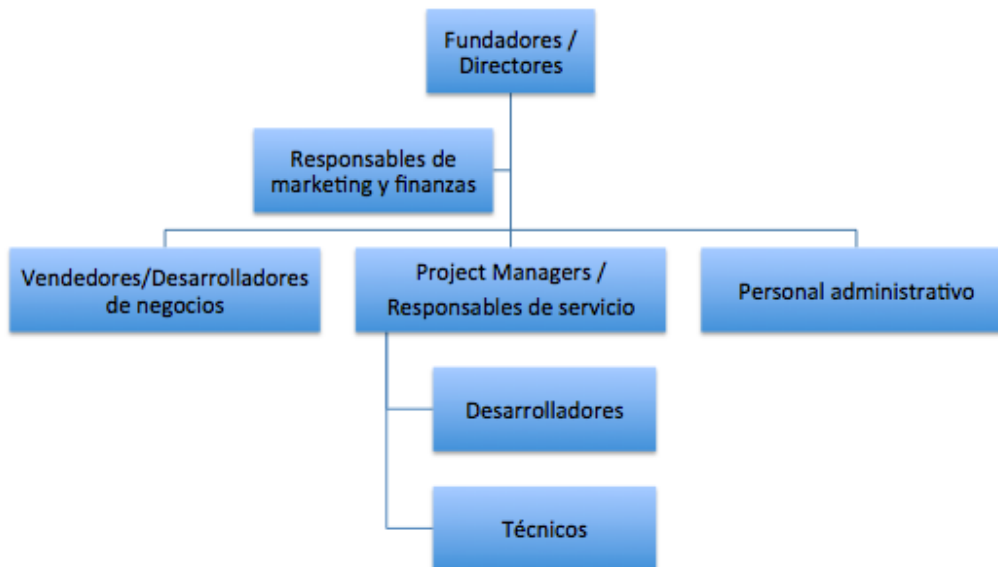 Fundadores /
Directores
Responsables de
marketing y finanzas
Vendedores/Desarrolladores
de negocios
Project Managers /
Responsables de servicio
Personal administrativo
Desarrolladores
Técnicos